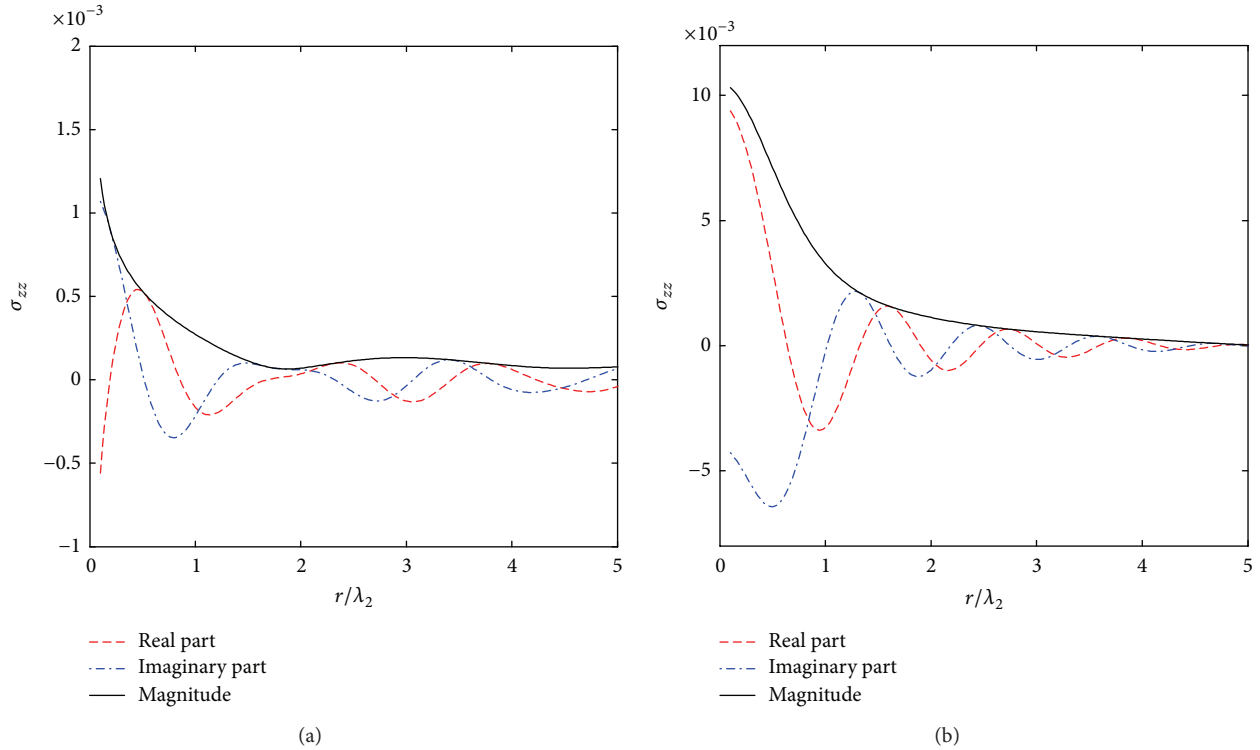 ×10⁻³
2
1.5
1
0.5
0
−0.5
−1
σzz
0 1 2 3 4 5
r/λ₂
Real part
Imaginary part
Magnitude
(a)
×10⁻³
10
5
0
−5
σzz
0 1 2 3 4 5
r/λ₂
Real part
Imaginary part
Magnitude
(b)